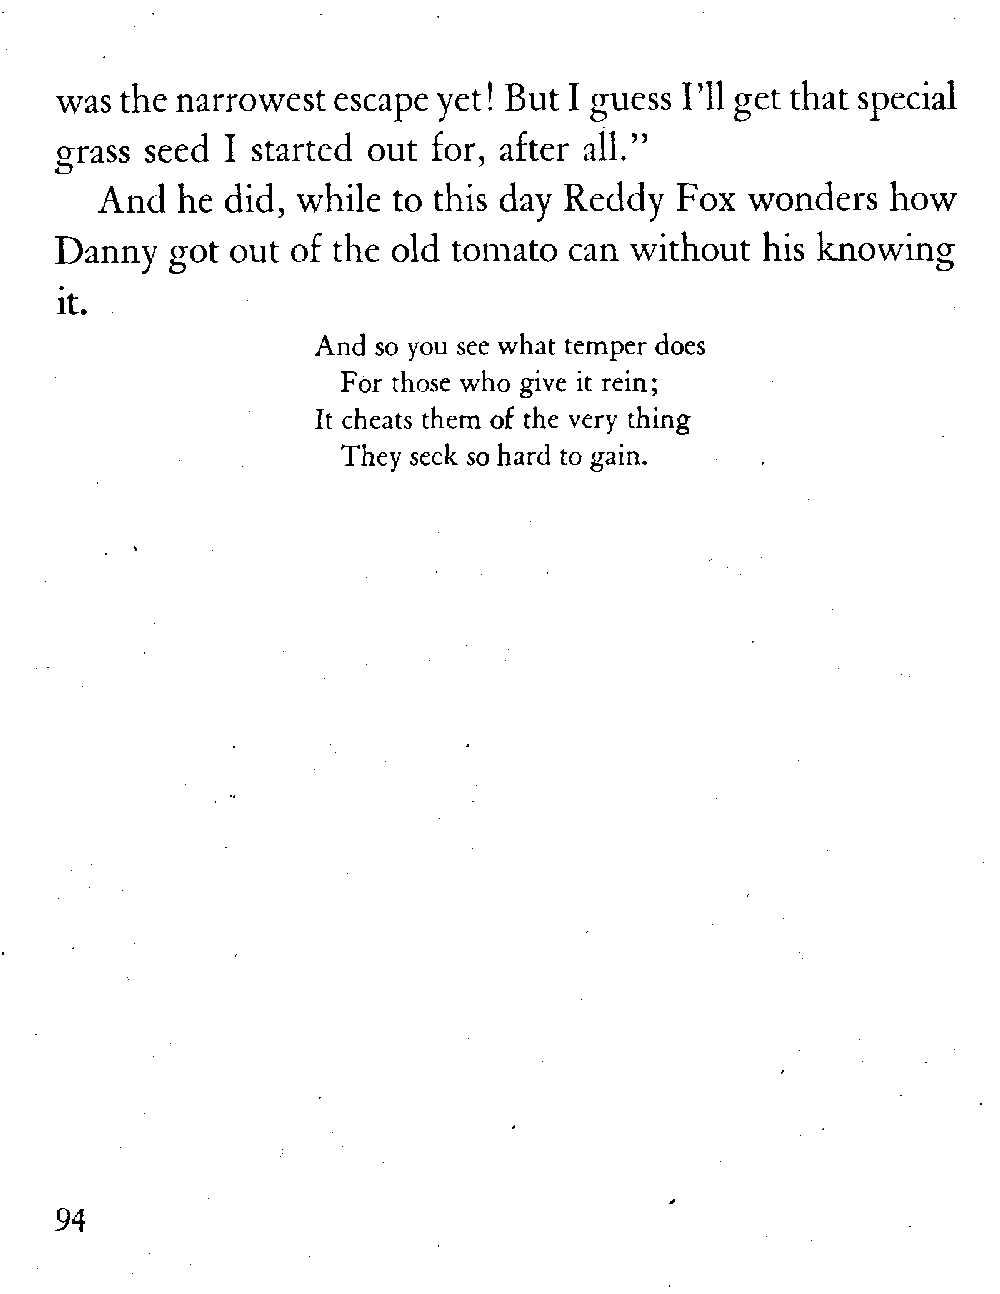 was the narrowest escape yet! But I guess I'll get that special
grass seed I started out for, after all.”
And he did, while to this day Reddy Fox wonders how
Danny got out of the old tomato can without his knowing
it.
And so you see what temper does
For those who give it rein;
It cheats them of the very thing
They seek so hard to gain.
94